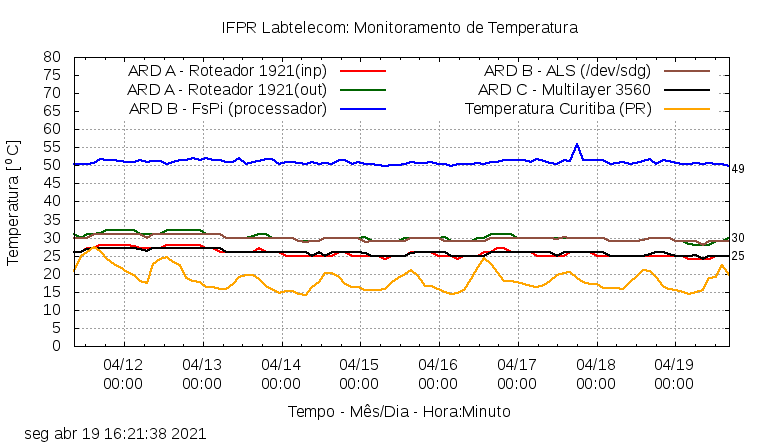 IFPR Labtelecom: Monitoramento de Temperatura
ARD A - Roteador 1921(inp)
ARD A - Roteador 1921(out)
ARD B - FsPi (processador)
ARD B - ALS (/dev/sdg)
ARD C - Multilayer 3560
Temperatura Curitiba (PR)
Temperatura [ºC]
80
75
70
65
60
55
50
45
40
35
30
25
20
15
10
5
0
49
30
25
04/12 04/13 04/14 04/15 04/16 04/17 04/18 04/19
00:00 00:00 00:00 00:00 00:00 00:00 00:00 00:00
Tempo - Mês/Dia - Hora:Minuto
seg abr 19 16:21:38 2021